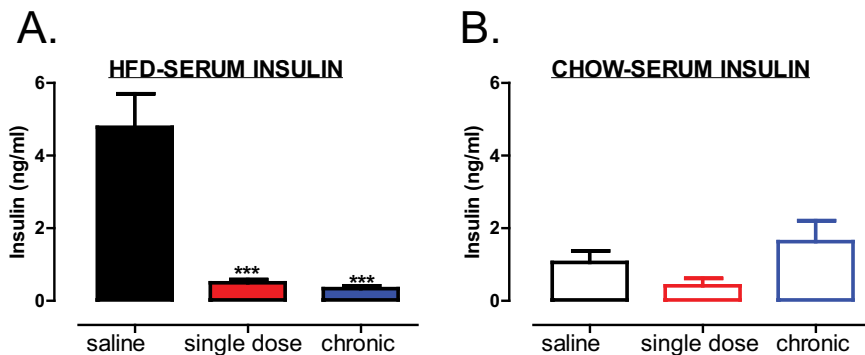 A.
HFD-SERUM INSULIN
Insulin (ng/ml)
6
4
2
0
***
***
saline
single dose
chronic
B.
CHOW-SERUM INSULIN
Insulin (ng/ml)
6
4
2
0
saline
single dose
chronic